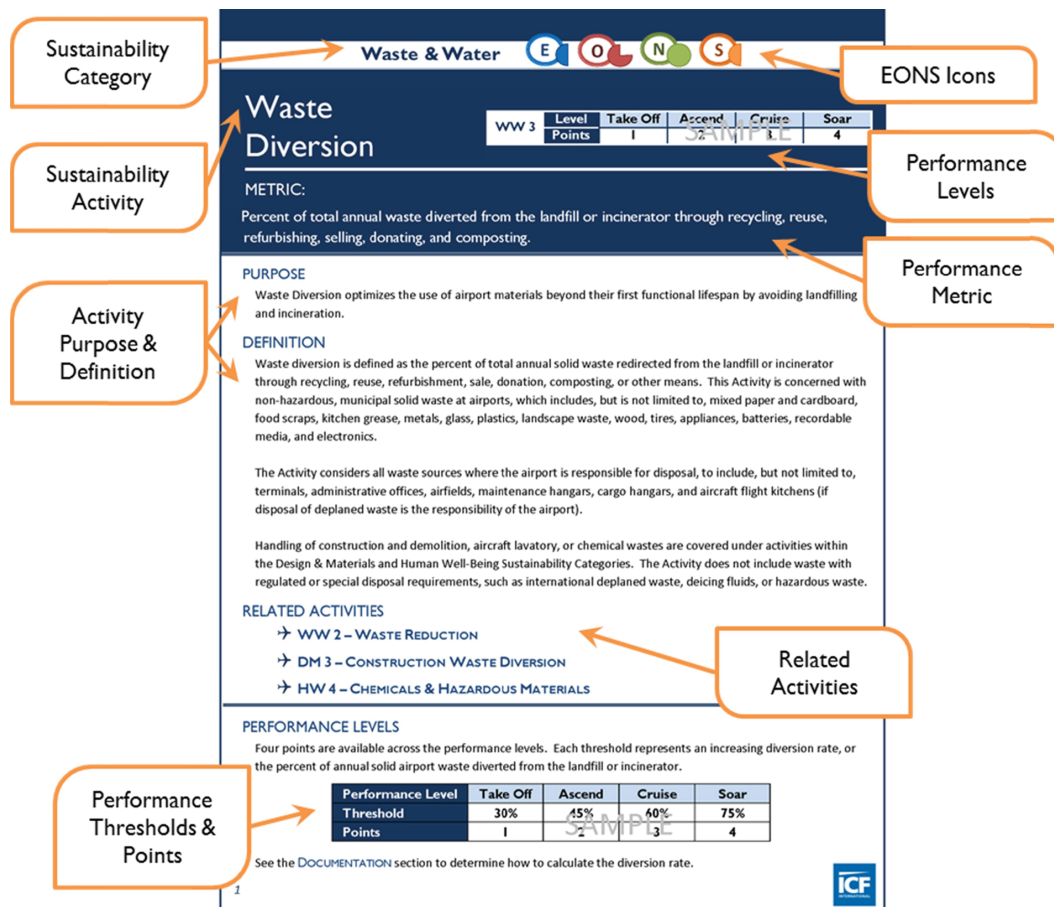 Sustainability
Category
Waste & Water
E O N S
EONS Icons
Waste
Diversion
WW 3
Level Take Off Ascend Cruise Soar
Points 1 2 3 4
SAMPLE
Sustainability
Activity
Performance
Levels
METRIC:
Percent of total annual waste diverted from the landfill or incinerator through recycling, reuse,
refurbishing, selling, donating, and composting.
Performance
Metric
PURPOSE
Waste Diversion optimizes the use of airport materials beyond their first functional lifespan by avoiding landfilling
and incineration.
Activity
Purpose &
Definition
DEFINITION
Waste diversion is defined as the percent of total annual solid waste redirected from the landfill or incinerator
through recycling, reuse, refurbishment, sale, donation, composting, or other means. This Activity is concerned with
non-hazardous, municipal solid waste at airports, which includes, but is not limited to, mixed paper and cardboard,
food scraps, kitchen grease, metals, glass, plastics, landscape waste, wood, tires, appliances, batteries, recordable
media, and electronics.
The Activity considers all waste sources where the airport is responsible for disposal, to include, but not limited to,
terminals, administrative offices, airfields, maintenance hangars, cargo hangars, and aircraft flight kitchens (if
disposal of deplaned waste is the responsibility of the airport).
Handling of construction and demolition, aircraft lavatory, or chemical wastes are covered under activities within
the Design & Materials and Human Well-Being Sustainability Categories. The Activity does not include waste with
regulated or special disposal requirements, such as international deplaned waste, deicing fluids, or hazardous waste.
RELATED ACTIVITIES
WW 2 – WASTE REDUCTION
DM 3 – CONSTRUCTION WASTE DIVERSION
HW 4 – CHEMICALS & HAZARDOUS MATERIALS
Related
Activities
PERFORMANCE LEVELS
Four points are available across the performance levels. Each threshold represents an increasing diversion rate, or
the percent of annual solid airport waste diverted from the landfill or incinerator.
Performance
Thresholds &
Points
Performance Level Take Off Ascend Cruise Soar
Threshold 30% 45% 60% 75%
Points 1 2 3 4
SAMPLE
See the DOCUMENTATION section to determine how to calculate the diversion rate.
1
ICF
INTERNATIONAL